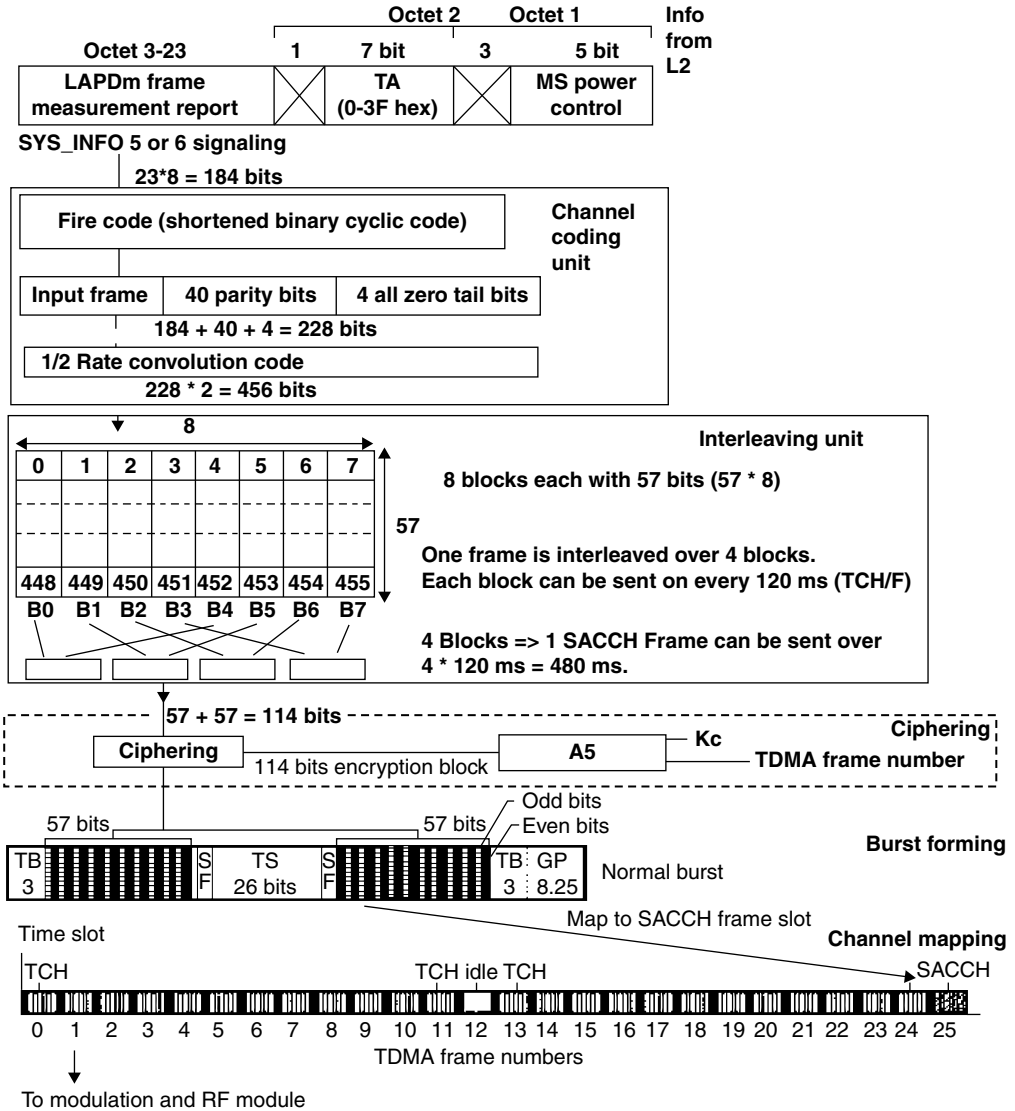 Octet 2 Octet 1 Info
from
L2
Octet 3-23 1 7 bit 3 5 bit
LAPDm frame
measurement report
TA
(0-3F hex)
MS power
control
SYS_INFO 5 or 6 signaling
23*8 = 184 bits
Fire code (shortened binary cyclic code)
Channel
coding
unit
Input frame 40 parity bits 4 all zero tail bits
184 + 40 + 4 = 228 bits
1/2 Rate convolution code
228 * 2 = 456 bits
8
Interleaving unit
0 1 2 3 4 5 6 7
8 blocks each with 57 bits (57 * 8)
57
One frame is interleaved over 4 blocks.
Each block can be sent on every 120 ms (TCH/F)
448 449 450 451 452 453 454 455
B0 B1 B2 B3 B4 B5 B6 B7
4 Blocks => 1 SACCH Frame can be sent over
4 * 120 ms = 480 ms.
57 + 57 = 114 bits
Ciphering
Ciphering
114 bits encryption block
A5
Kc
TDMA frame number
57 bits 57 bits
Odd bits
Even bits
Burst forming
TB
3
S
F
TS
26 bits
S
F
TB
3
GP
8.25
Normal burst
Map to SACCH frame slot
Time slot
Channel mapping
TCH TCH idle TCH SACCH
0 1 2 3 4 5 6 7 8 9 10 11 12 13 14 15 16 17 18 19 20 21 22 23 24 25
TDMA frame numbers
To modulation and RF module